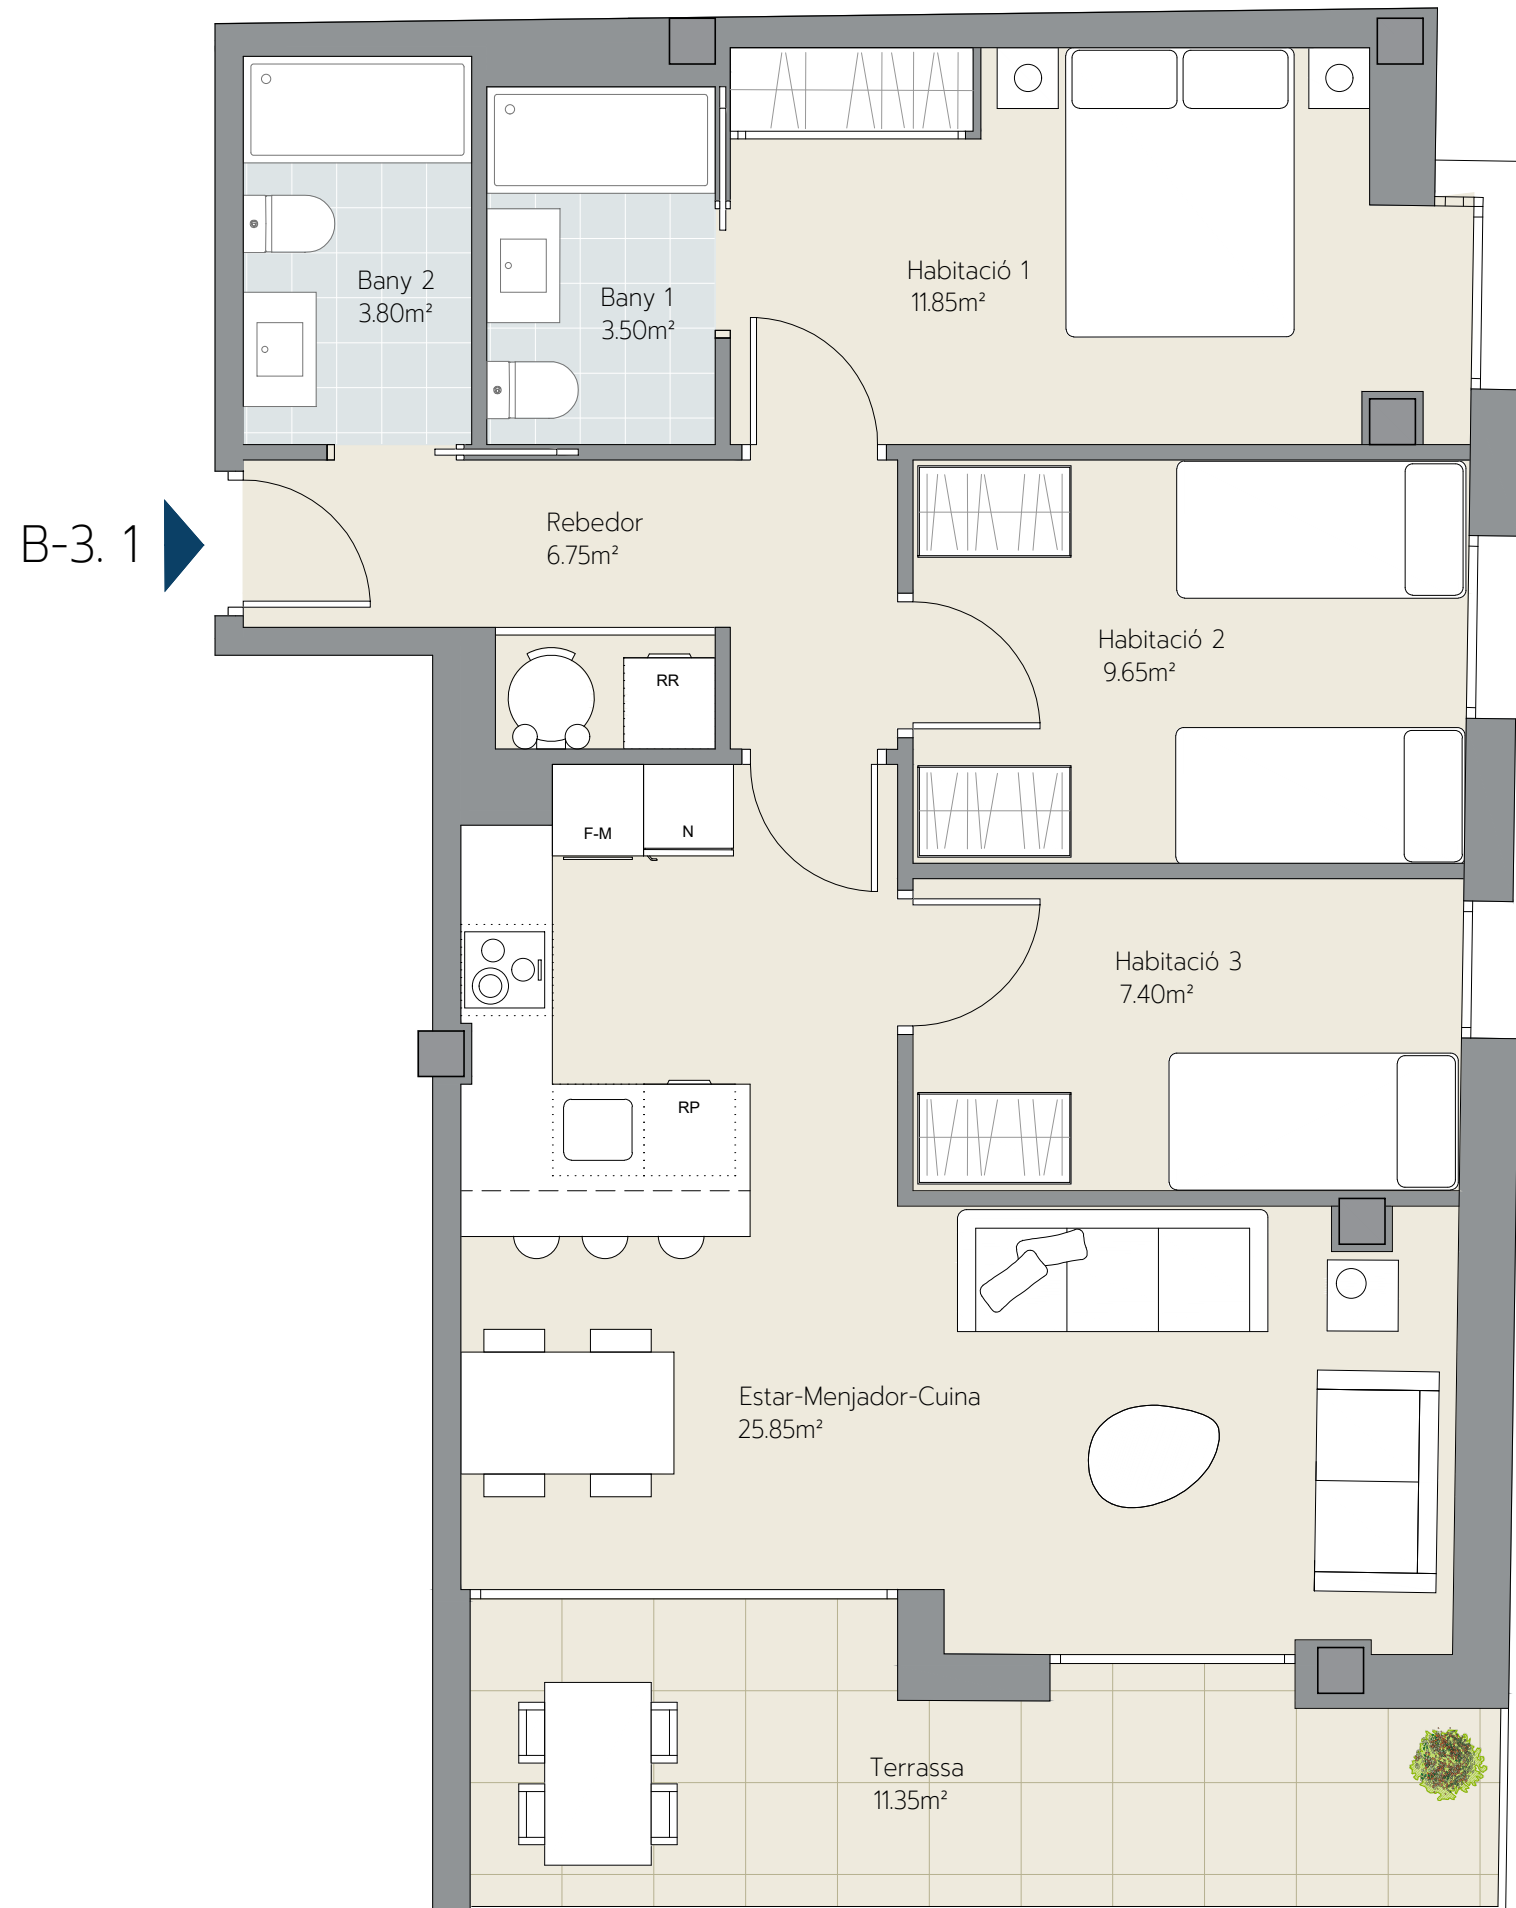 Bany 2
3.80m²
Bany 1
3.50m²
Habitació 1
11.85m²
B-3. 1
Rebedor
6.75m²
Habitació 2
9.65m²
RR
F-M
N
Habitació 3
7.40m²
RP
Estar-Menjador-Cuina
25.85m²
Terrassa
11.35m²